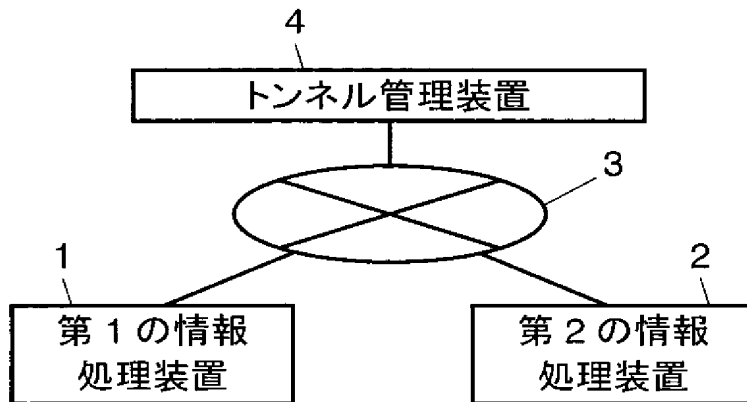 4
トンネル管理装置
3
1
2
第1の情報
処理装置
第2の情報
処理装置